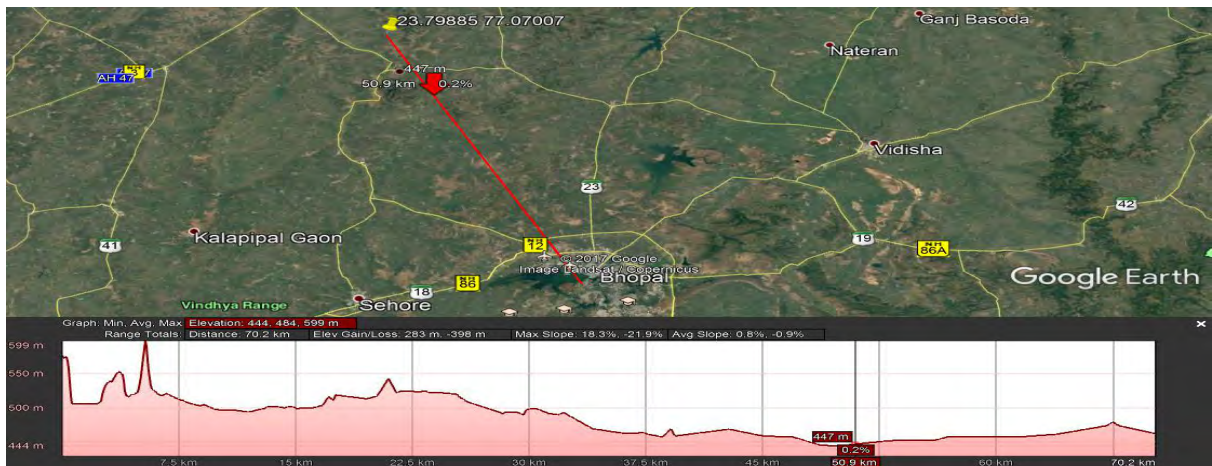 23.79885 77.07007
Ganj Basoda
Nateran
447 m
50.9 km 0.2%
AH 47
Vidisha
23
42
Kalapipal Gaon
41
NH
12
19
NH
86A
© 2017 Google
Image Landsat / Copernicus
Bhopal
Google Earth
NH
86
18
Sehore
Vindhya Range
Graph: Min, Avg, Max Elevation: 444, 484, 599 m
Range Totals: Distance: 70.2 km Elev Gain/Loss: 283 m, -398 m Max Slope: 18.3%, -21.9% Avg Slope: 0.8%, -0.9%
599 m
550 m
500 m
444 m
447 m
0.2%
7.5 km 15 km 22.5 km 30 km 37.5 km 45 km 50.9 km 60 km 70.2 km